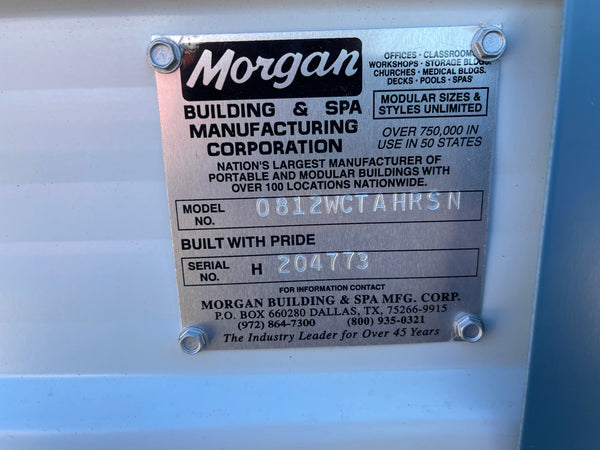 Morgan
BUILDING & SPA
MANUFACTURING
CORPORATION
OFFICES · CLASSROOMS
WORKSHOPS · STORAGE BLDGS.
CHURCHES · MEDICAL BLDGS.
DECKS · POOLS · SPAS
MODULAR SIZES &
STYLES UNLIMITED
OVER 750,000 IN
USE IN 50 STATES
NATION'S LARGEST MANUFACTURER OF
PORTABLE AND MODULAR BUILDINGS WITH
OVER 100 LOCATIONS NATIONWIDE.
MODEL NO. 0812WCTAHRSN
BUILT WITH PRIDE
SERIAL NO. H 204773
FOR INFORMATION CONTACT
MORGAN BUILDING & SPA MFG. CORP.
P.O. BOX 660280 DALLAS, TX, 75266-9915
(972) 864-7300 (800) 935-0321
The Industry Leader for Over 45 Years